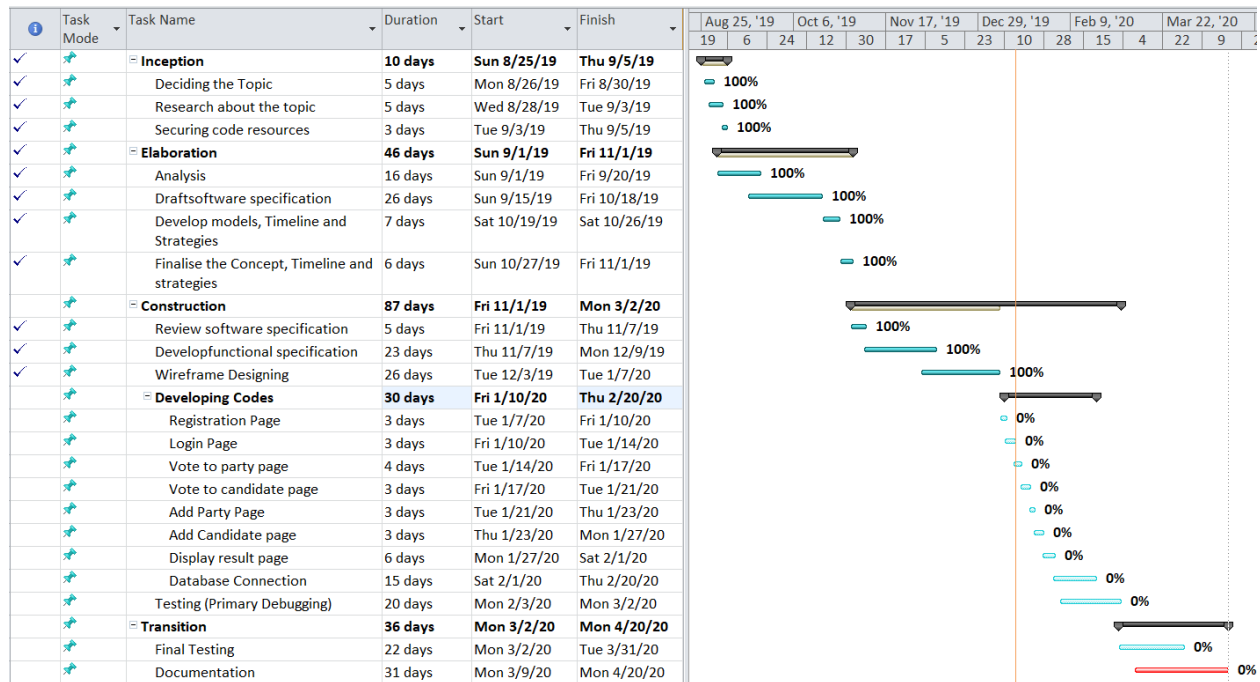 Task Mode Task Name Duration Start Finish Aug 25, '19 Oct 6, '19 Nov 17, '19 Dec 29, '19 Feb 9, '20 Mar 22, '20
19 6 24 12 30 17 5 23 10 28 15 4 22 9
Inception 10 days Sun 8/25/19 Thu 9/5/19
Deciding the Topic 5 days Mon 8/26/19 Fri 8/30/19 100%
Research about the topic 5 days Wed 8/28/19 Tue 9/3/19 100%
Securing code resources 3 days Tue 9/3/19 Thu 9/5/19 100%
Elaboration 46 days Sun 9/1/19 Fri 11/1/19
Analysis 16 days Sun 9/1/19 Fri 9/20/19 100%
Draftsoftware specification 26 days Sun 9/15/19 Fri 10/18/19 100%
Develop models, Timeline and 7 days Sat 10/19/19 Sat 10/26/19 100%
Strategies
Finalise the Concept, Timeline and 6 days Sun 10/27/19 Fri 11/1/19 100%
strategies
Construction 87 days Fri 11/1/19 Mon 3/2/20
Review software specification 5 days Fri 11/1/19 Thu 11/7/19 100%
Developfunctional specification 23 days Thu 11/7/19 Mon 12/9/19 100%
Wireframe Designing 26 days Tue 12/3/19 Tue 1/7/20 100%
Developing Codes 30 days Fri 1/10/20 Thu 2/20/20
Registration Page 3 days Tue 1/7/20 Fri 1/10/20 0%
Login Page 3 days Fri 1/10/20 Tue 1/14/20 0%
Vote to party page 4 days Tue 1/14/20 Fri 1/17/20 0%
Vote to candidate page 3 days Fri 1/17/20 Tue 1/21/20 0%
Add Party Page 3 days Tue 1/21/20 Thu 1/23/20 0%
Add Candidate page 3 days Thu 1/23/20 Mon 1/27/20 0%
Display result page 6 days Mon 1/27/20 Sat 2/1/20 0%
Database Connection 15 days Sat 2/1/20 Thu 2/20/20 0%
Testing (Primary Debugging) 20 days Mon 2/3/20 Mon 3/2/20 0%
Transition 36 days Mon 3/2/20 Mon 4/20/20
Final Testing 22 days Mon 3/2/20 Tue 3/31/20 0%
Documentation 31 days Mon 3/9/20 Mon 4/20/20 0%